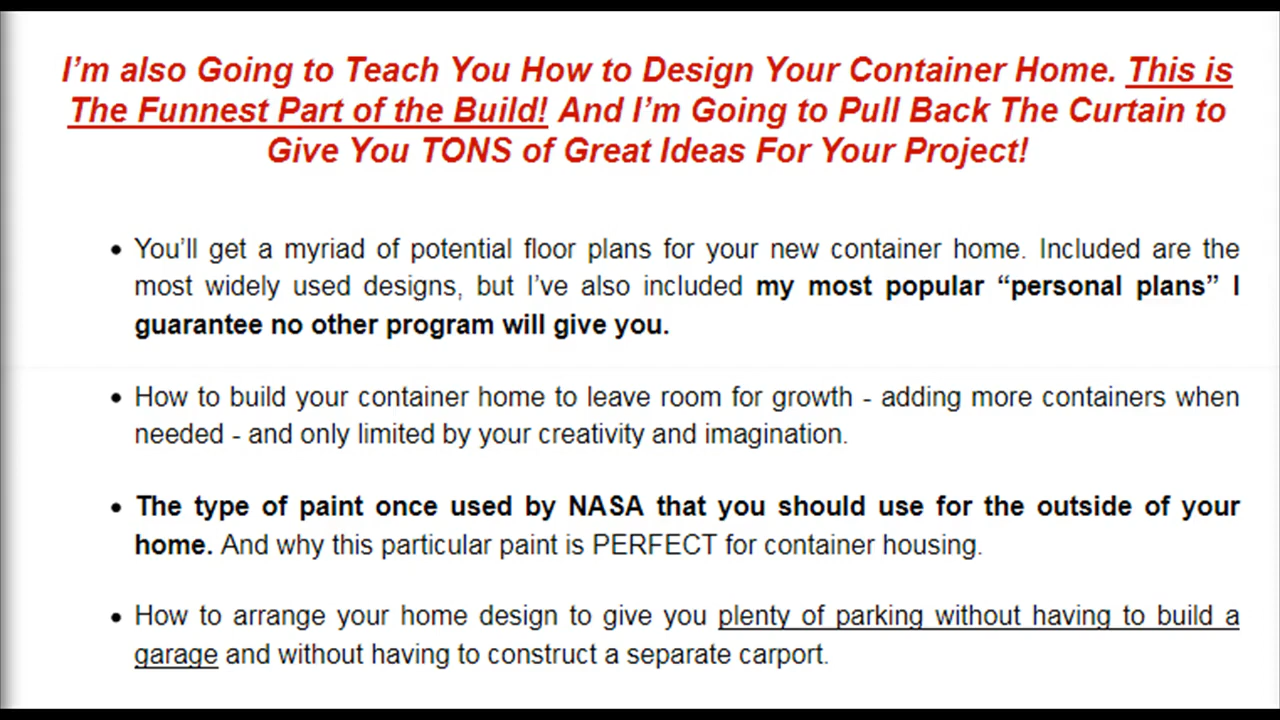 I’m also Going to Teach You How to Design Your Container Home. This is
The Funnest Part of the Build! And I’m Going to Pull Back The Curtain to
Give You TONS of Great Ideas For Your Project!
• You’ll get a myriad of potential floor plans for your new container home. Included are the
most widely used designs, but I’ve also included my most popular “personal plans” I
guarantee no other program will give you.
• How to build your container home to leave room for growth - adding more containers when
needed - and only limited by your creativity and imagination.
• The type of paint once used by NASA that you should use for the outside of your
home. And why this particular paint is PERFECT for container housing.
• How to arrange your home design to give you plenty of parking without having to build a
garage and without having to construct a separate carport.